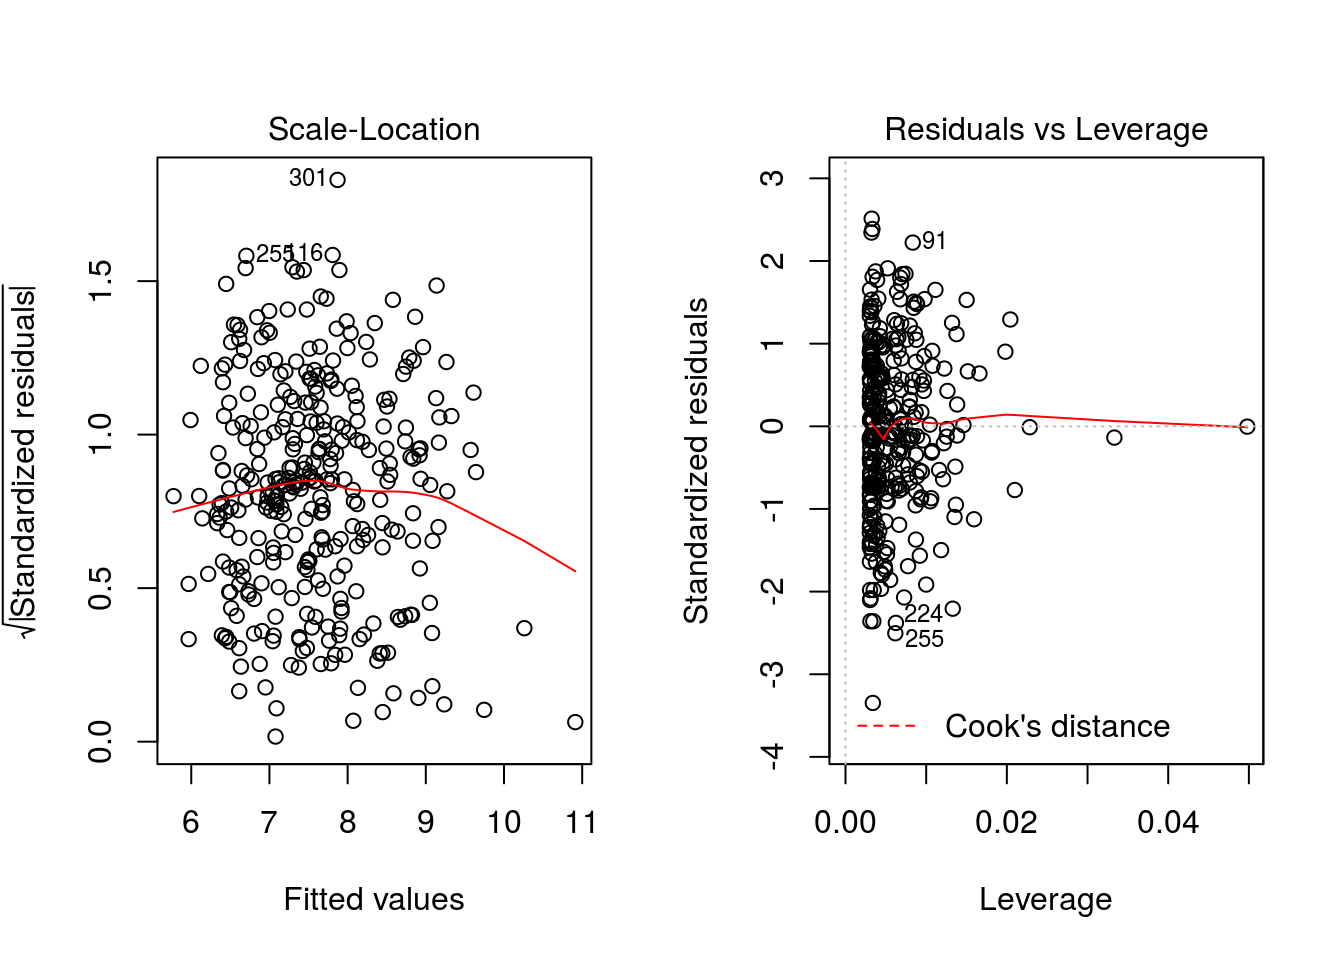 Scale-Location
301
255
116
√|Standardized residuals|
0.0
0.5
1.0
1.5
6 7 8 9 10 11
Fitted values
Residuals vs Leverage
91
224
255
Cook's distance
Standardized residuals
-4
-3
-2
-1
0
1
2
3
0.00 0.02 0.04
Leverage